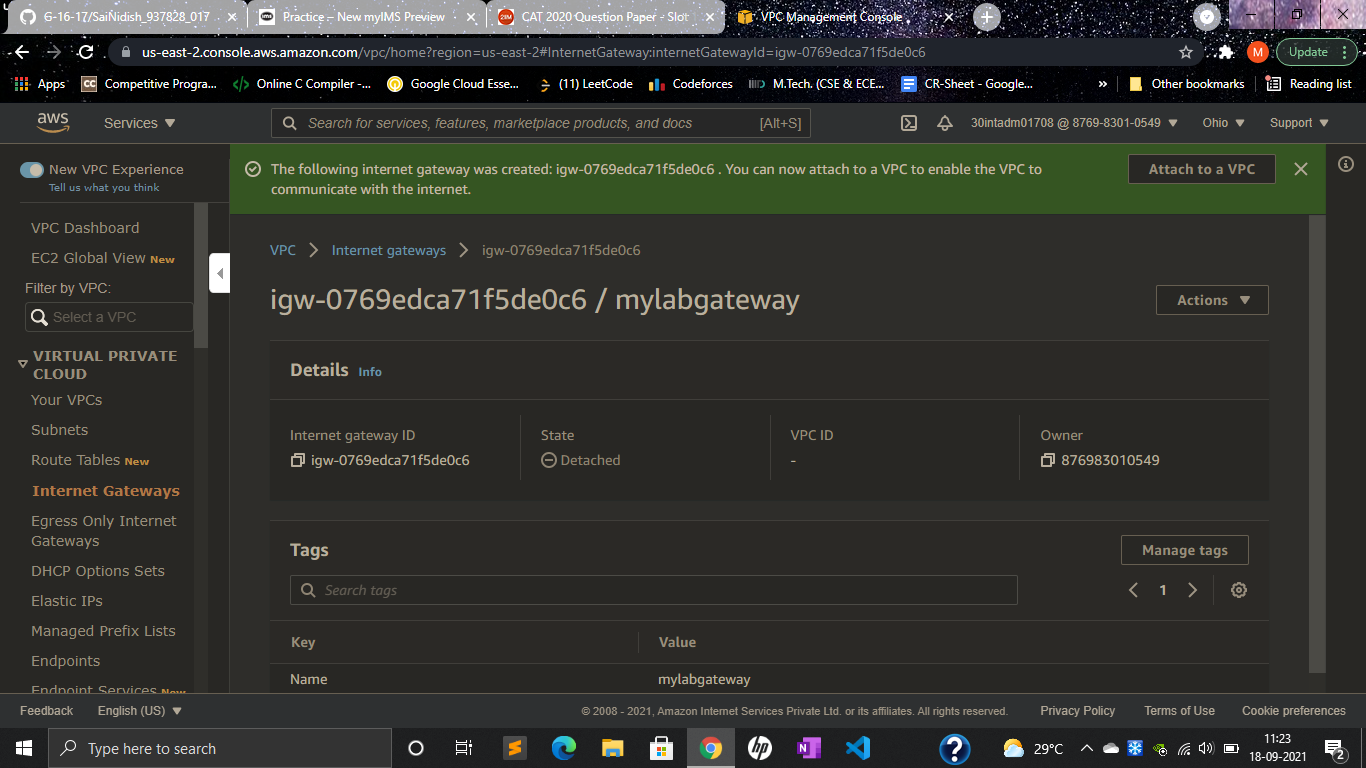 G-16-17/SaiNidish_937828_017
Practice – New myIMS Preview
CAT 2020 Question Paper - Slot
VPC Management Console
us-east-2.console.aws.amazon.com/vpc/home?region=us-east-2#InternetGateway:internetGatewayId=igw-0769edca71f5de0c6
M
Update
Apps
Competitive Progra...
Online C Compiler -...
Google Cloud Esse...
(11) LeetCode
Codeforces
M.Tech. (CSE & ECE...
CR-Sheet - Google...
»
Other bookmarks
Reading list
aws
Services
Search for services, features, marketplace products, and docs
[Alt+S]
30intadm01708 @ 8769-8301-0549
Ohio
Support
New VPC Experience
Tell us what you think
The following internet gateway was created: igw-0769edca71f5de0c6 . You can now attach to a VPC to enable the VPC to
communicate with the internet.
Attach to a VPC
VPC Dashboard
EC2 Global View New
Filter by VPC:
Select a VPC
VIRTUAL PRIVATE
CLOUD
Your VPCs
Subnets
Route Tables New
Internet Gateways
Egress Only Internet
Gateways
DHCP Options Sets
Elastic IPs
Managed Prefix Lists
Endpoints
Endpoint Services New
VPC
Internet gateways
igw-0769edca71f5de0c6
igw-0769edca71f5de0c6 / mylabgateway
Actions
Details Info
Internet gateway ID
igw-0769edca71f5de0c6
State
Detached
VPC ID
-
Owner
876983010549
Tags
Manage tags
Search tags
1
Key
Value
Name
mylabgateway
Feedback
English (US)
© 2008 - 2021, Amazon Internet Services Private Ltd. or its affiliates. All rights reserved.
Privacy Policy
Terms of Use
Cookie preferences
Type here to search
29°C
11:23
18-09-2021
2